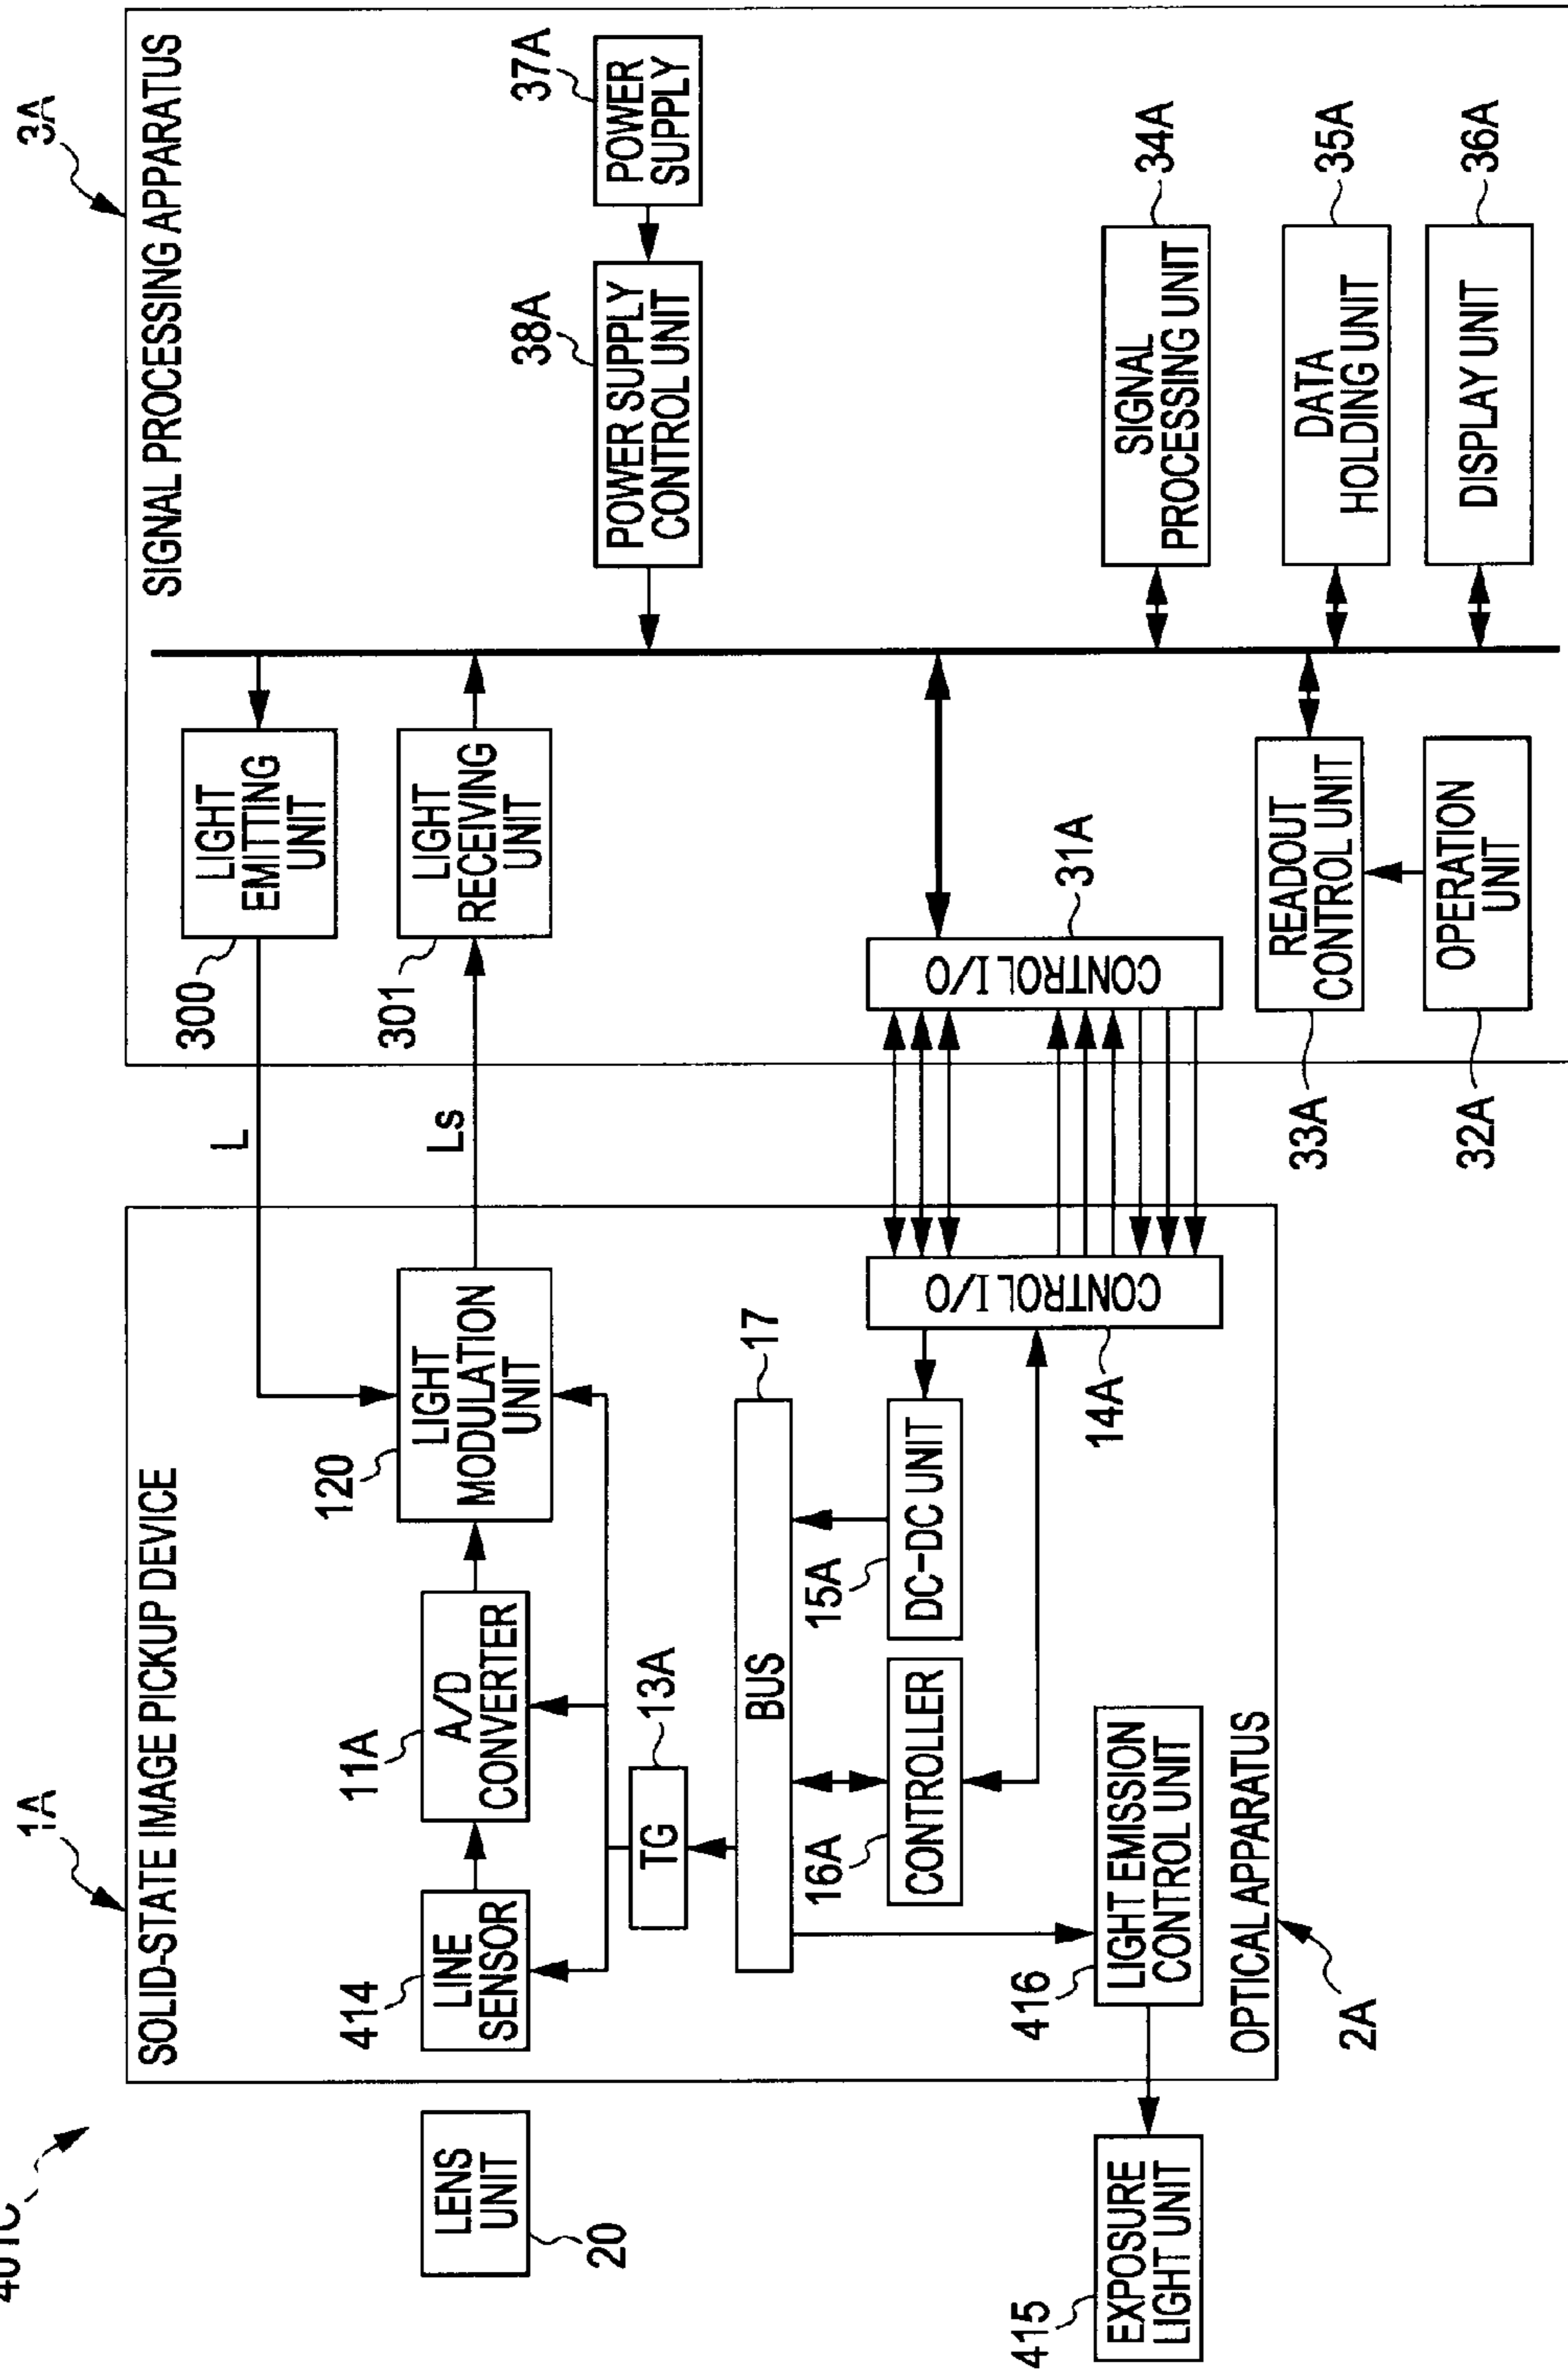 401C
1A
SOLID-STATE IMAGE PICKUP DEVICE
3A
SIGNAL PROCESSING APPARATUS
LENS
UNIT
20
414
LINE
SENSOR
11A
A/D
CONVERTER
120
LIGHT
MODULATION
UNIT
L
Ls
300
LIGHT
EMITTING
UNIT
301
LIGHT
RECEIVING
UNIT
38A
POWER SUPPLY
CONTROL UNIT
37A
POWER
SUPPLY
TG
13A
BUS
17
16A
CONTROLLER
15A
DC-DC UNIT
CONTROL I/O
14A
CONTROL I/O
31A
415
EXPOSURE
LIGHT UNIT
416
LIGHT EMISSION
CONTROL UNIT
OPTICAL APPARATUS
2A
33A
READOUT
CONTROL UNIT
32A
OPERATION
UNIT
SIGNAL
PROCESSING UNIT
34A
DATA
HOLDING UNIT
35A
DISPLAY UNIT
36A